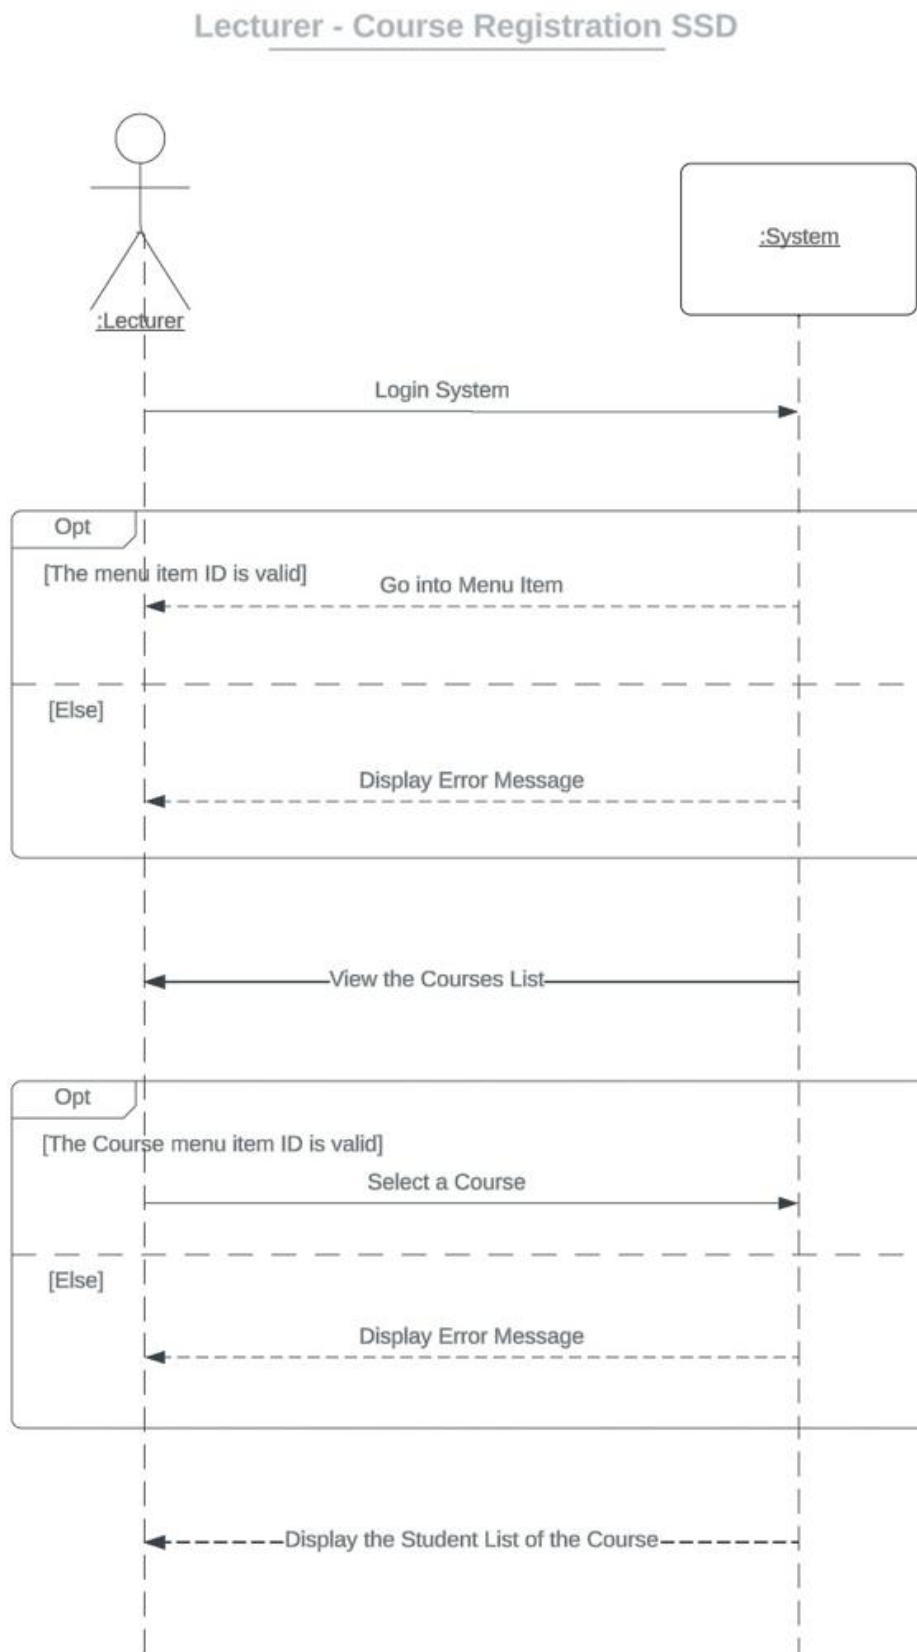 Lecturer - Course Registration SSD
:System
:Lecturer
Login System
Opt
[The menu item ID is valid]
Go into Menu Item
[Else]
Display Error Message
View the Courses List
Opt
[The Course menu item ID is valid]
Select a Course
[Else]
Display Error Message
Display the Student List of the Course